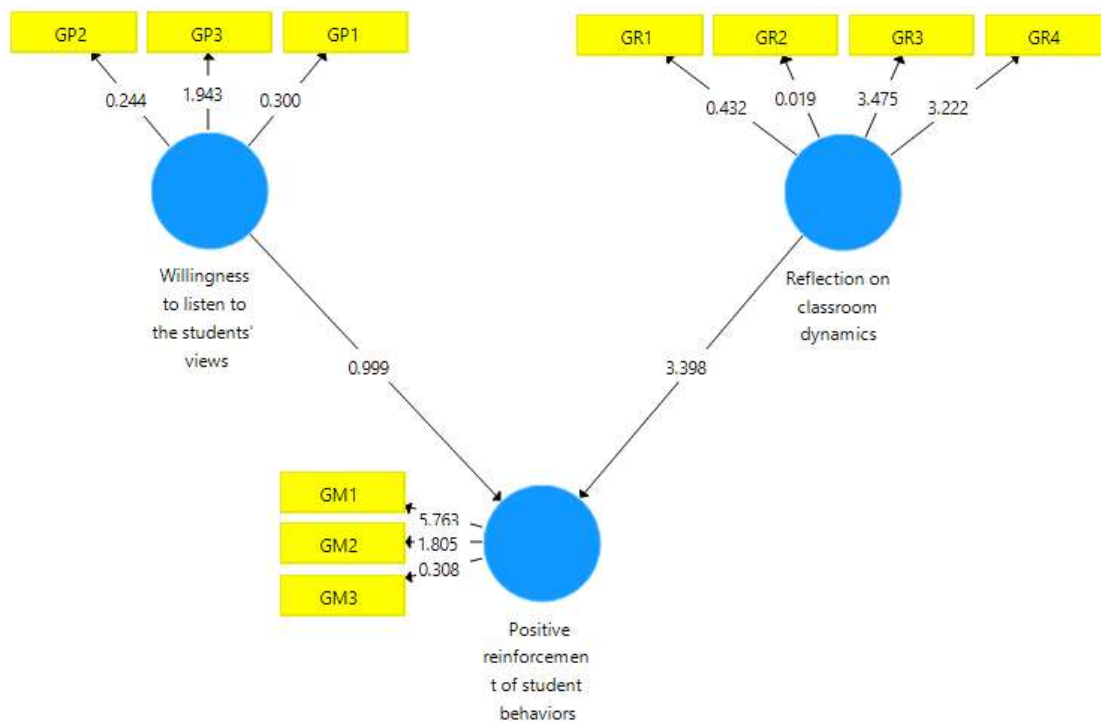 GP2
GP3
GP1
GR1
GR2
GR3
GR4
0.244
1.943
0.300
0.432
0.019
3.475
3.222
Willingness
to listen to
the students'
views
Reflection on
classroom
dynamics
0.999
3.398
GM1
GM2
GM3
5.763
1.805
0.308
Positive
reinforcemen
t of student
behaviors